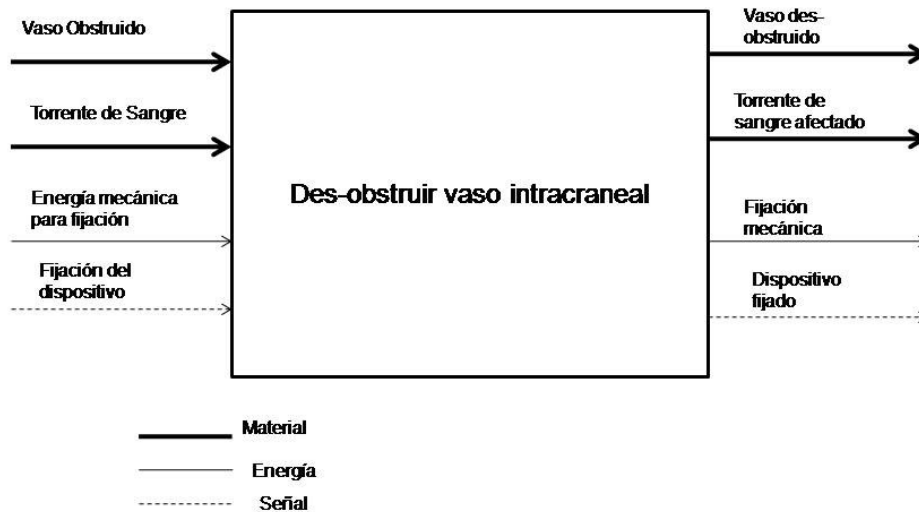 Vaso Obstruido
Torrente de Sangre
Energía mecánica
para fijación
Fijación del
dispositivo
Des-obstruir vaso intracraneal
Vaso des-
obstruido
Torrente de
sangre afectado
Fijación
mecánica
Dispositivo
fijado
Material
Energía
Señal